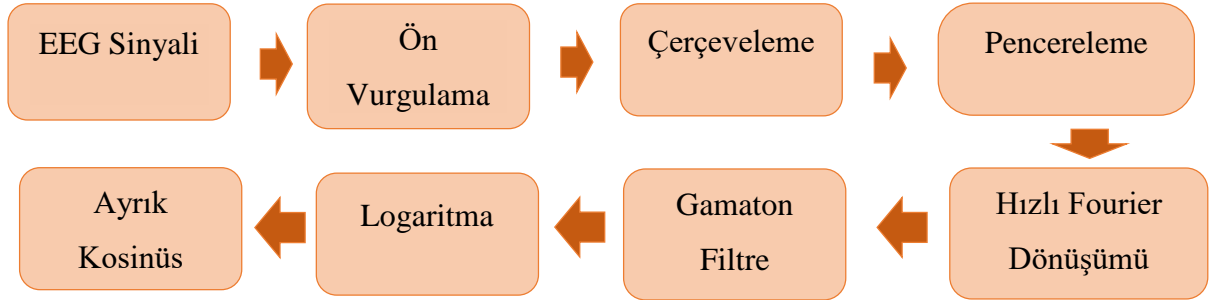 EEG Sinyali
Ön
Vurgulama
Çerçeveleme
Pencereleme
Hızlı Fourier
Dönüşümü
Gamaton
Filtre
Logaritma
Ayrık
Kosinüs